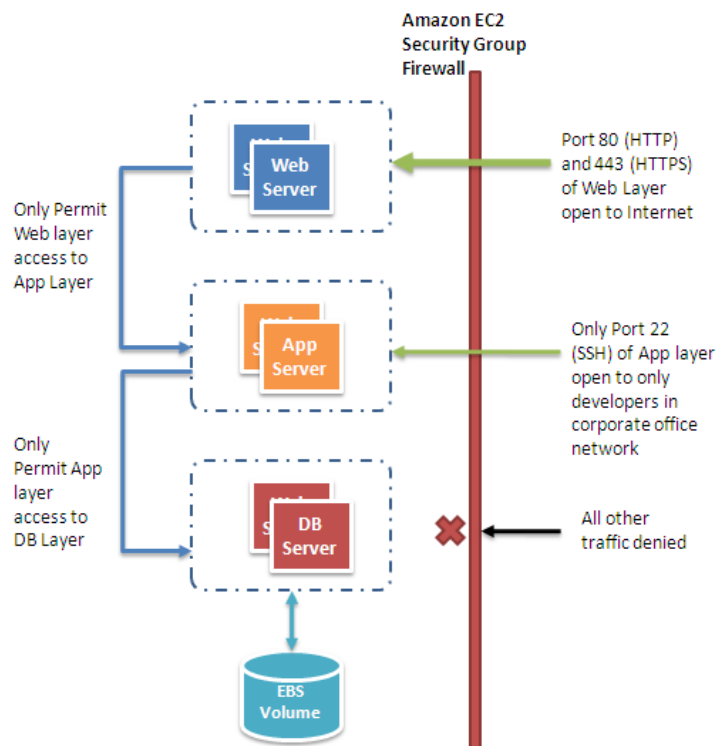 Amazon EC2
Security Group
Firewall
Web
Server
Port 80 (HTTP)
and 443 (HTTPS)
of Web Layer
open to Internet
Only Permit
Web layer
access to
App Layer
App
Server
Only Port 22
(SSH) of App layer
open to only
developers in
corporate office
network
Only
Permit App
layer
access to
DB Layer
DB
Server
All other
traffic denied
EBS
Volume